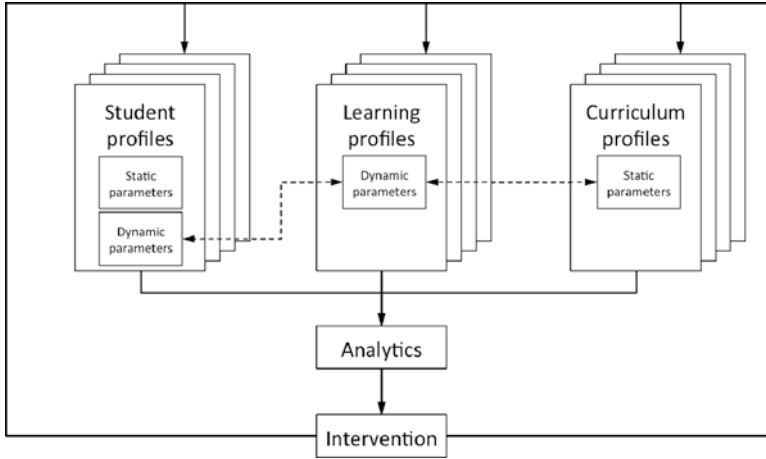 Student
profiles
Static
parameters
Dynamic
parameters
Learning
profiles
Dynamic
parameters
Curriculum
profiles
Static
parameters
Analytics
Intervention